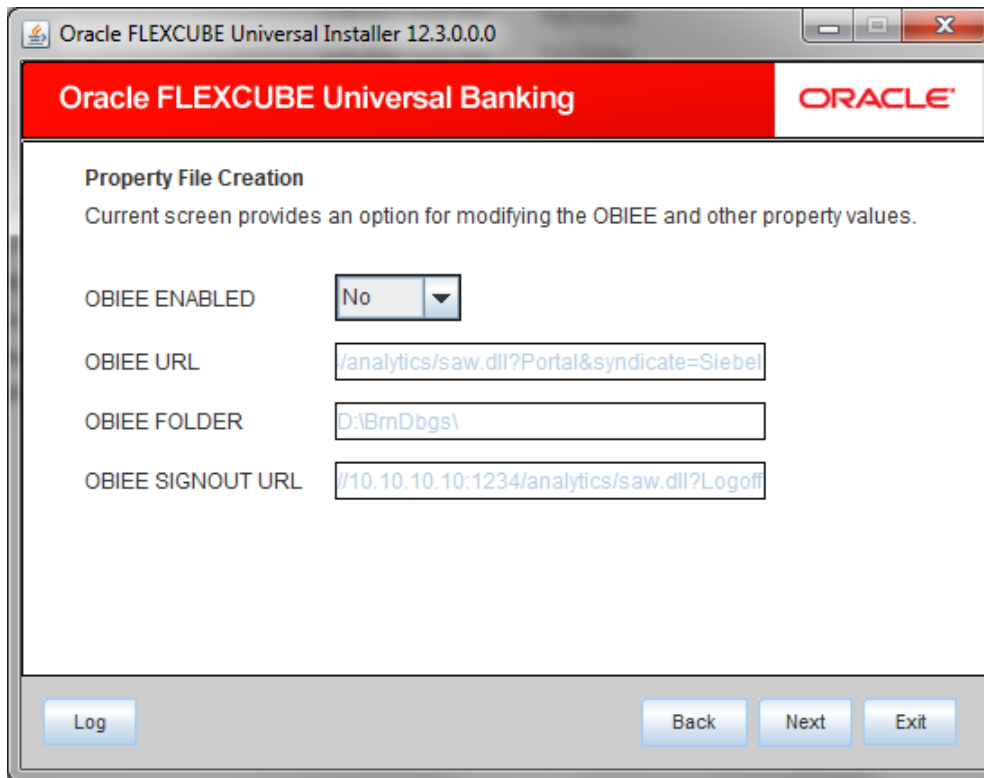 Oracle FLEXCUBE Universal Installer 12.3.0.0.0
Oracle FLEXCUBE Universal Banking
ORACLE
Property File Creation
Current screen provides an option for modifying the OBIEE and other property values.
OBIEE ENABLED No
OBIEE URL /analytics/saw.dll?Portal&syndicate=Siebel
OBIEE FOLDER D:\BrnDbgs\
OBIEE SIGNOUT URL //10.10.10.10:1234/analytics/saw.dll?Logoff
Log Back Next Exit